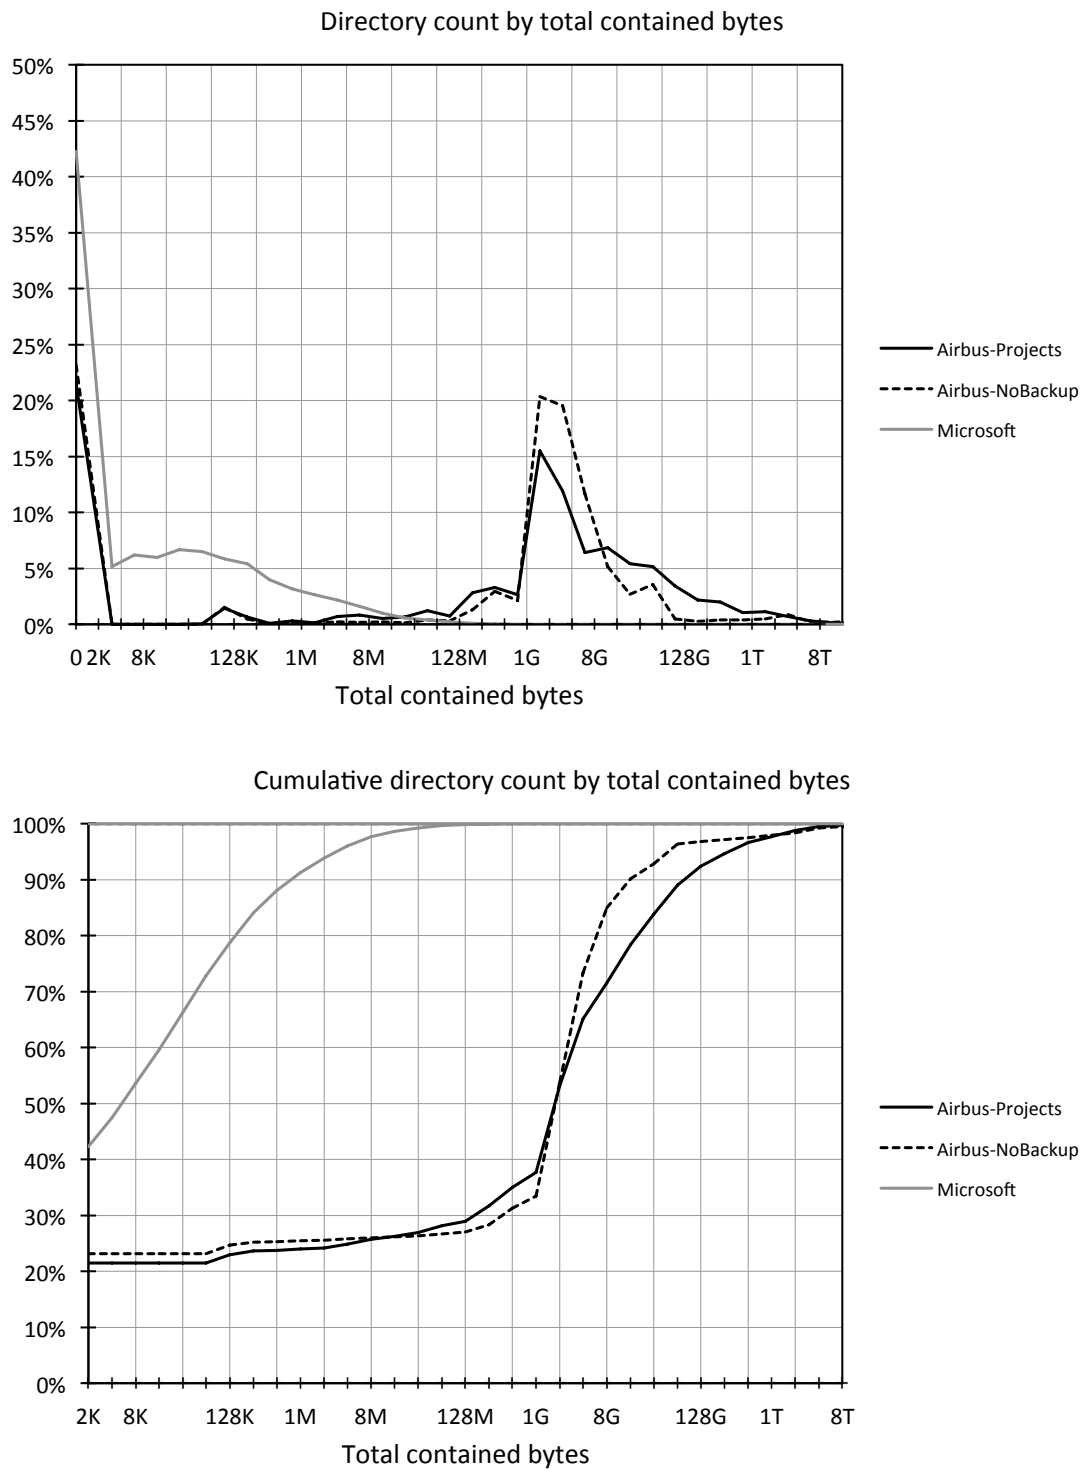 Directory count by total contained bytes
50%
45%
40%
35%
30%
25%
20%
15%
10%
5%
0%
0 2K 8K 128K 1M 8M 128M 1G 8G 128G 1T 8T
Total contained bytes
Airbus-Projects
Airbus-NoBackup
Microsoft
Cumulative directory count by total contained bytes
100%
90%
80%
70%
60%
50%
40%
30%
20%
10%
0%
2K 8K 128K 1M 8M 128M 1G 8G 128G 1T 8T
Total contained bytes
Airbus-Projects
Airbus-NoBackup
Microsoft